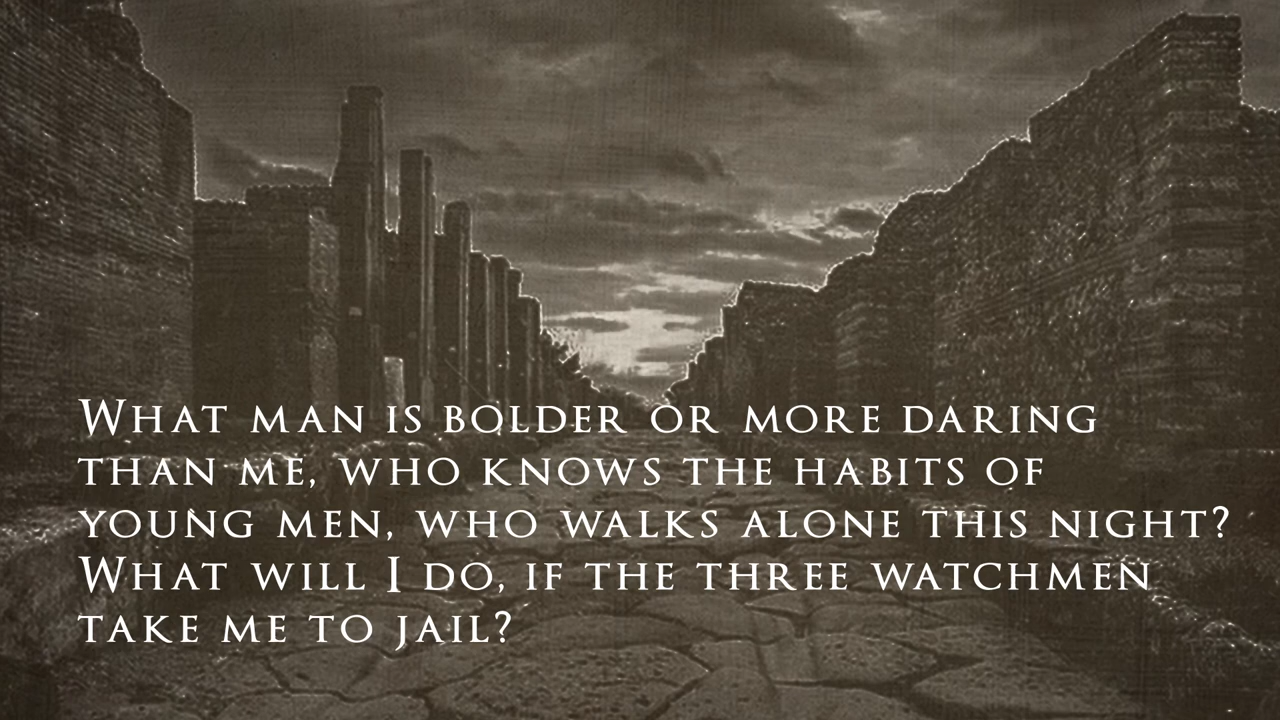 What man is bolder or more daring
than me, who knows the habits of
young men, who walks alone this night?
What will I do, if the three watchmen
take me to jail?